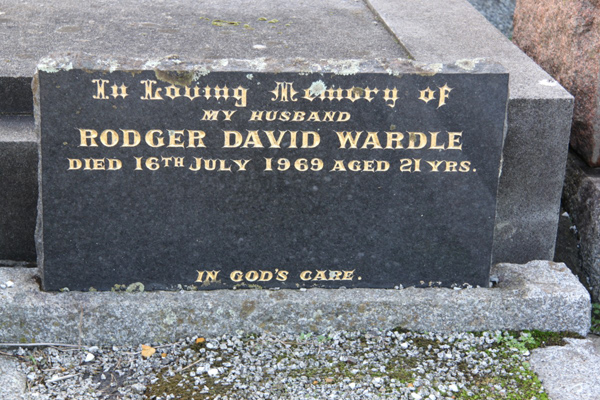 In Loving Memory of
MY HUSBAND
RODGER DAVID WARDLE
DIED 16TH JULY 1969 AGED 21 YRS.
IN GOD'S CARE.